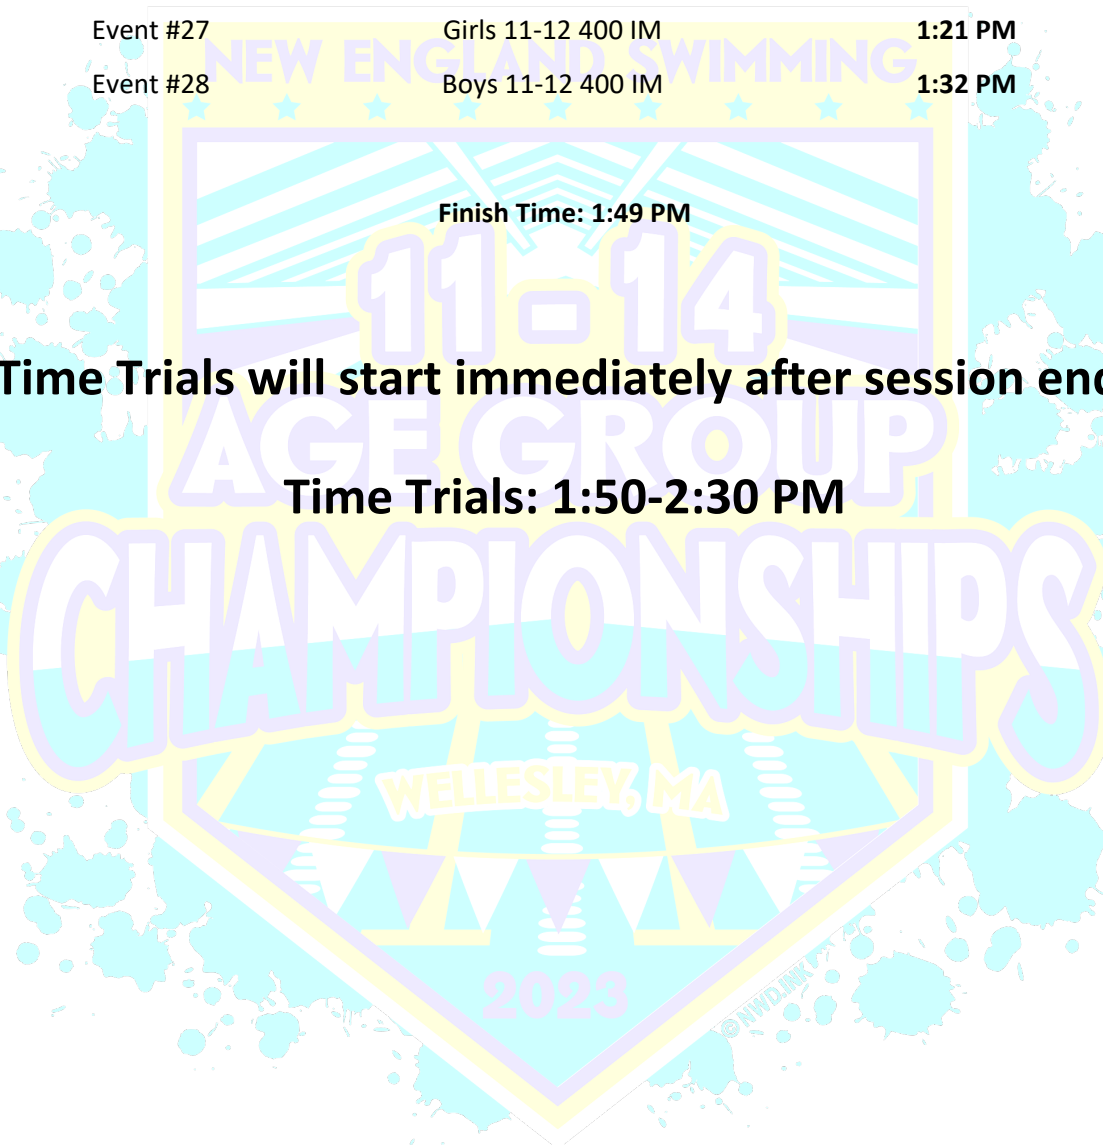 Event #27 Girls 11-12 400 IM 1:21 PM
NEW ENGLAND SWIMMING
Event #28 Boys 11-12 400 IM 1:32 PM
Finish Time: 1:49 PM
11-14
Time Trials will start immediately after session
AGE GROUP
Time Trials: 1:50-2:30 PM
CHAMPIONSHIPS
WELLESLEY, MA
2023
© NWD.INK